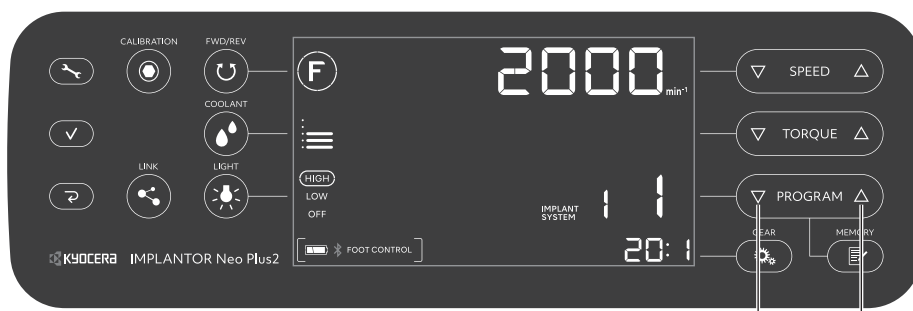 CALIBRATION
FWD/REV
F
2000
min-1
SPEED
COOLANT
TORQUE
LINK
LIGHT
HIGH
LOW
OFF
IMPLANT
SYSTEM
1
1
PROGRAM
GEAR
MEMORY
FOOT CONTROL
20:1
KYOCERA IMPLANTOR Neo Plus2